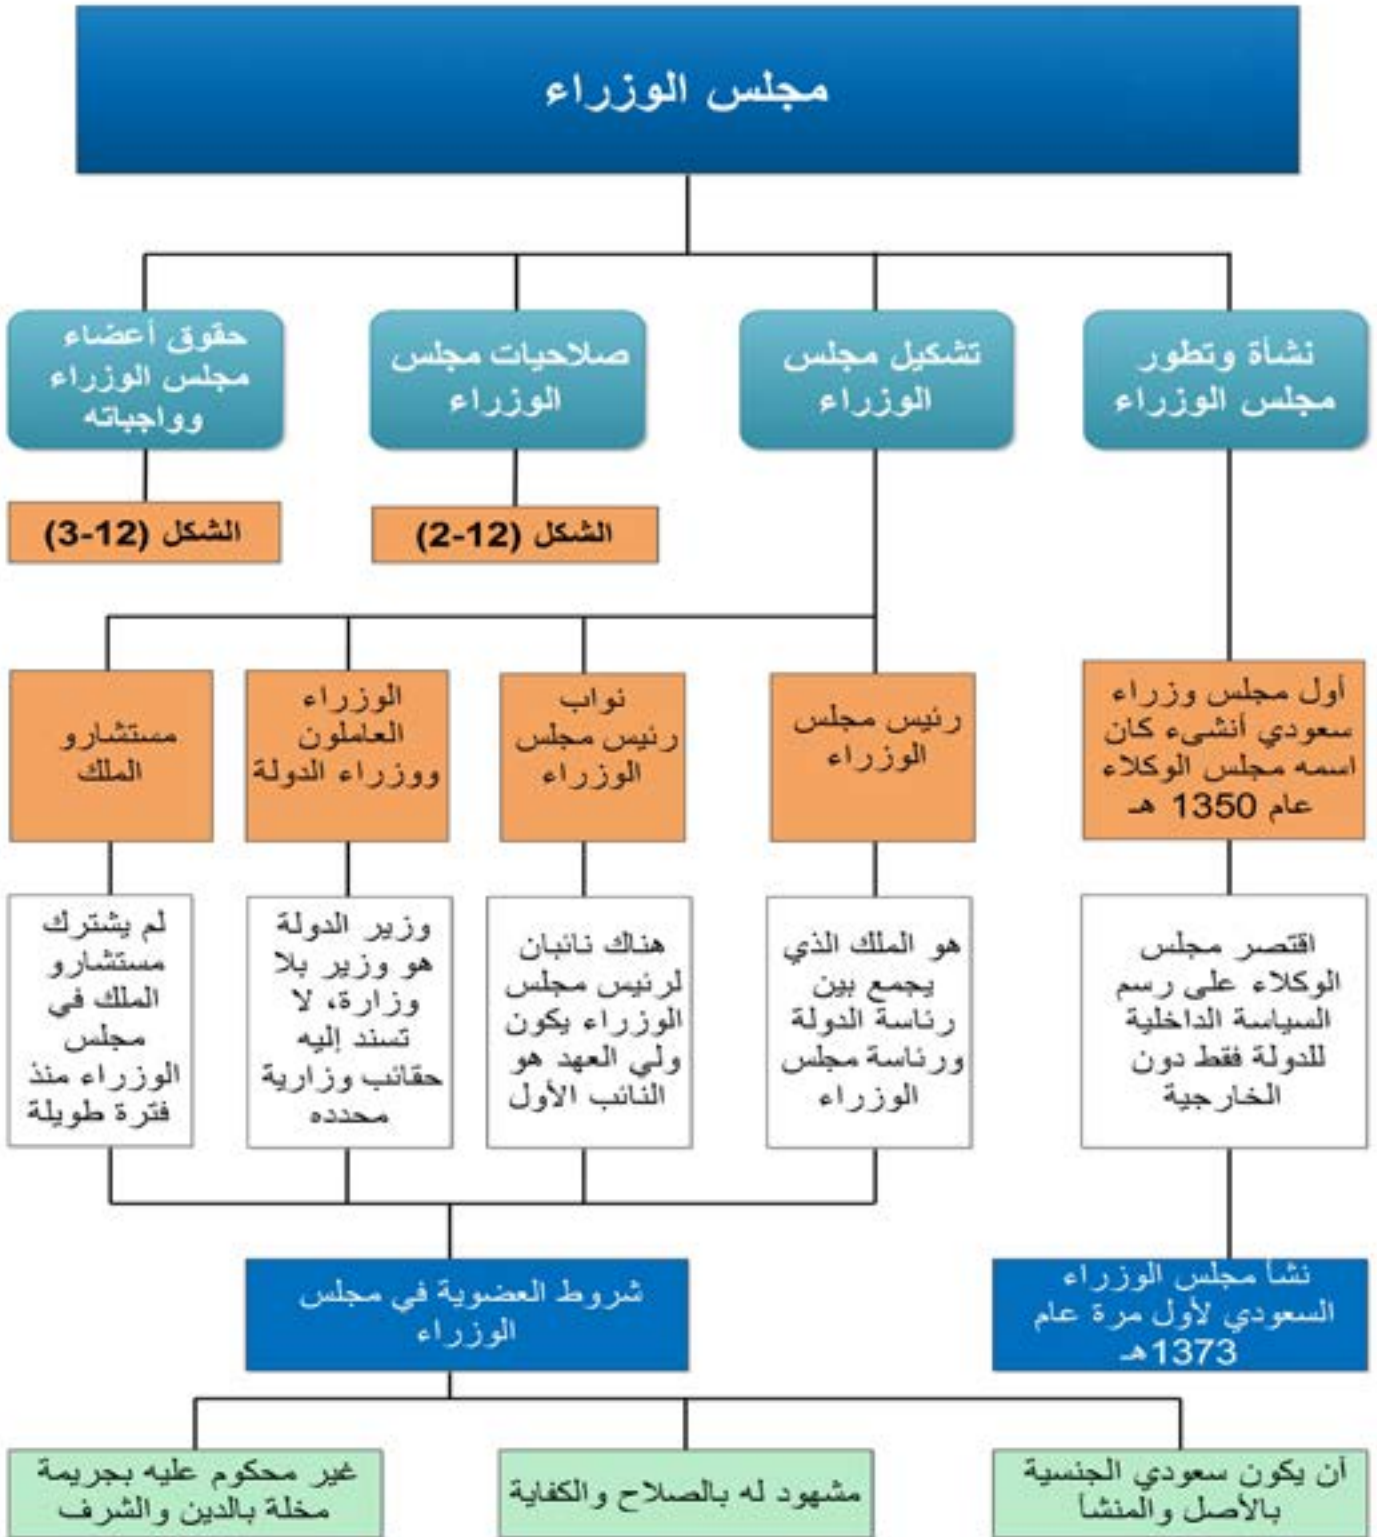 مجلس الوزراء
نشأة وتطور
مجلس الوزراء
تشكيل مجلس
الوزراء
صلاحيات مجلس
الوزراء
حقوق أعضاء
مجلس الوزراء
وواجباته
الشكل (12-2)
الشكل (12-3)
أول مجلس وزراء
سعودي أنشىء كان
اسمه مجلس الوكلاء
عام 1350 هـ
رئيس مجلس
الوزراء
نواب
رئيس مجلس
الوزراء
الوزراء
العاملون
ووزراء الدولة
مستشارو
الملك
اقتصر مجلس
الوكلاء على رسم
السياسة الداخلية
للدولة فقط دون
الخارجية
هو الملك الذي
يجمع بين
رئاسة الدولة
ورئاسة مجلس
الوزراء
هناك نائبان
لرئيس مجلس
الوزراء يكون
ولي العهد هو
النائب الأول
وزير الدولة
هو وزير بلا
وزارة، لا
تسند إليه
حقائب وزارية
محدده
لم يشترك
مستشارو
الملك في
مجلس
الوزراء منذ
فترة طويلة
نشأ مجلس الوزراء
السعودي لأول مرة عام
1373هـ
شروط العضوية في مجلس
الوزراء
أن يكون سعودي الجنسية
بالأصل والمنشأ
مشهود له بالصلاح والكفاية
غير محكوم عليه بجريمة
مخلة بالدين والشرف